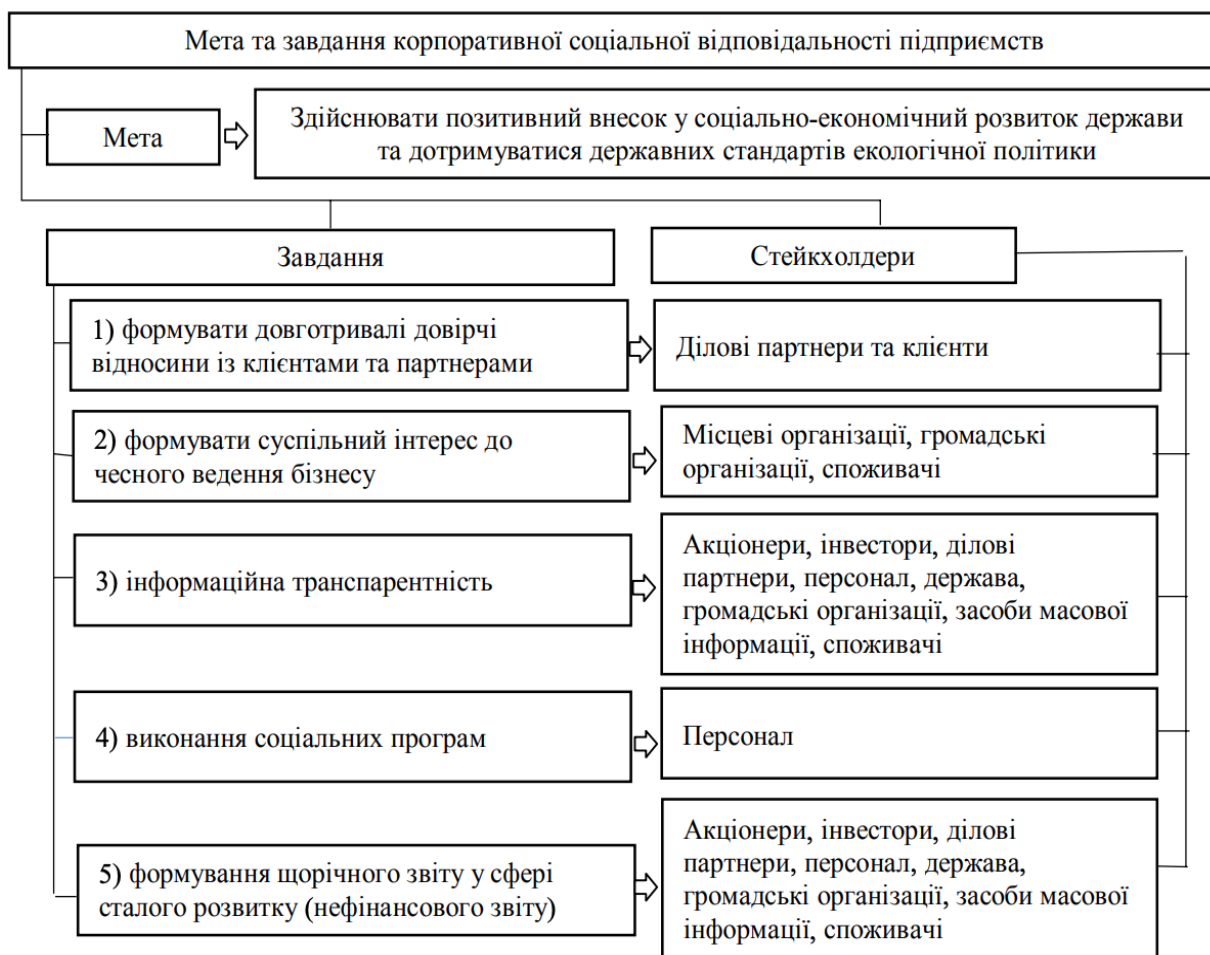 Мета та завдання корпоративної соціальної відповідальності підприємств
Мета
Здійснювати позитивний внесок у соціально-економічний розвиток держави
та дотримуватися державних стандартів екологічної політики
Завдання
Стейкхолдери
1) формувати довготривалі довірчі
відносини із клієнтами та партнерами
Ділові партнери та клієнти
2) формувати суспільний інтерес до
чесного ведення бізнесу
Місцеві організації, громадські
організації, споживачі
3) інформаційна транспарентність
Акціонери, інвестори, ділові
партнери, персонал, держава,
громадські організації, засоби масової
інформації, споживачі
4) виконання соціальних програм
Персонал
5) формування щорічного звіту у сфері
сталого розвитку (нефінансового звіту)
Акціонери, інвестори, ділові
партнери, персонал, держава,
громадські організації, засоби масової
інформації, споживачі